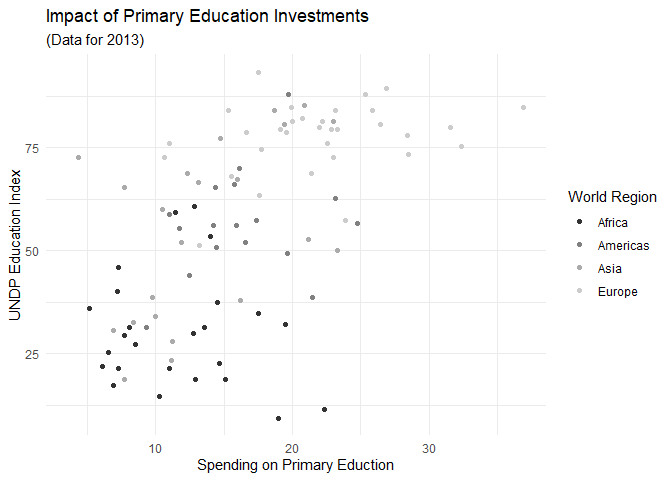 Impact of Primary Education Investments
(Data for 2013)
UNDP Education Index
75
50
25
10
20
30
Spending on Primary Eduction
World Region
Africa
Americas
Asia
Europe